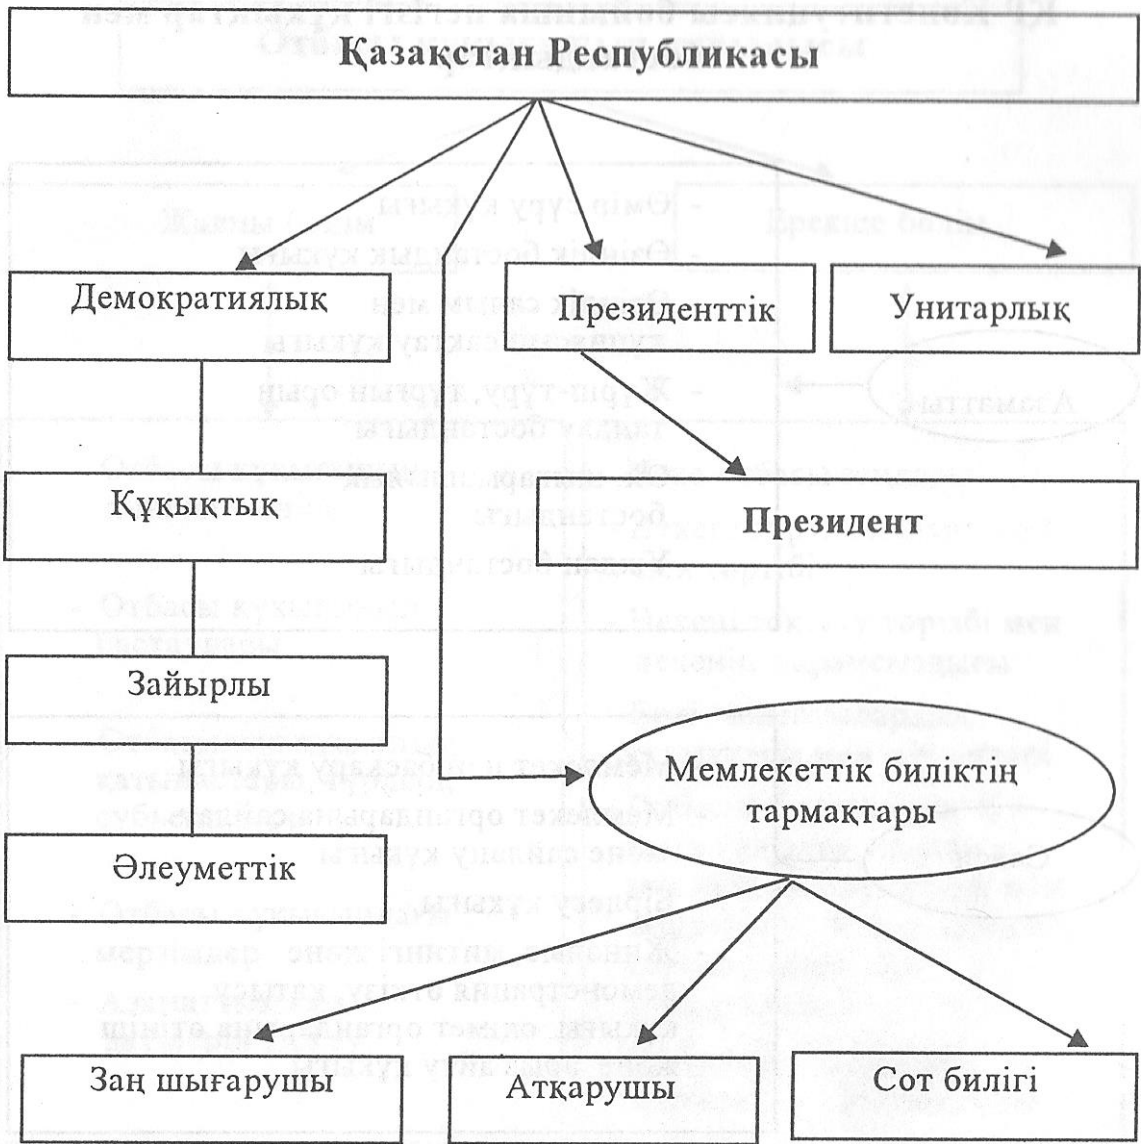 Қазақстан Республикасы
Демократиялық
Президенттік
Унитарлық
Құқықтық
Президент
Зайырлы
Мемлекеттік биліктің
тармақтары
Әлеуметтік
Заң шығарушы
Атқарушы
Сот билігі